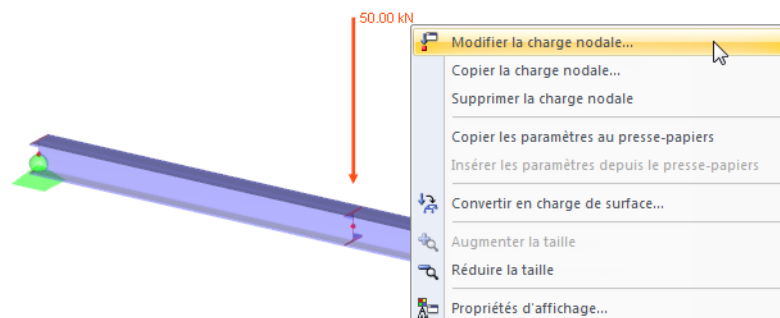 50.00 kN
Modifier la charge nodale...
Copier la charge nodale...
Supprimer la charge nodale
Copier les paramètres au presse-papiers
Insérer les paramètres depuis le presse-papiers
Convertir en charge de surface...
Augmenter la taille
Réduire la taille
Propriétés d'affichage...